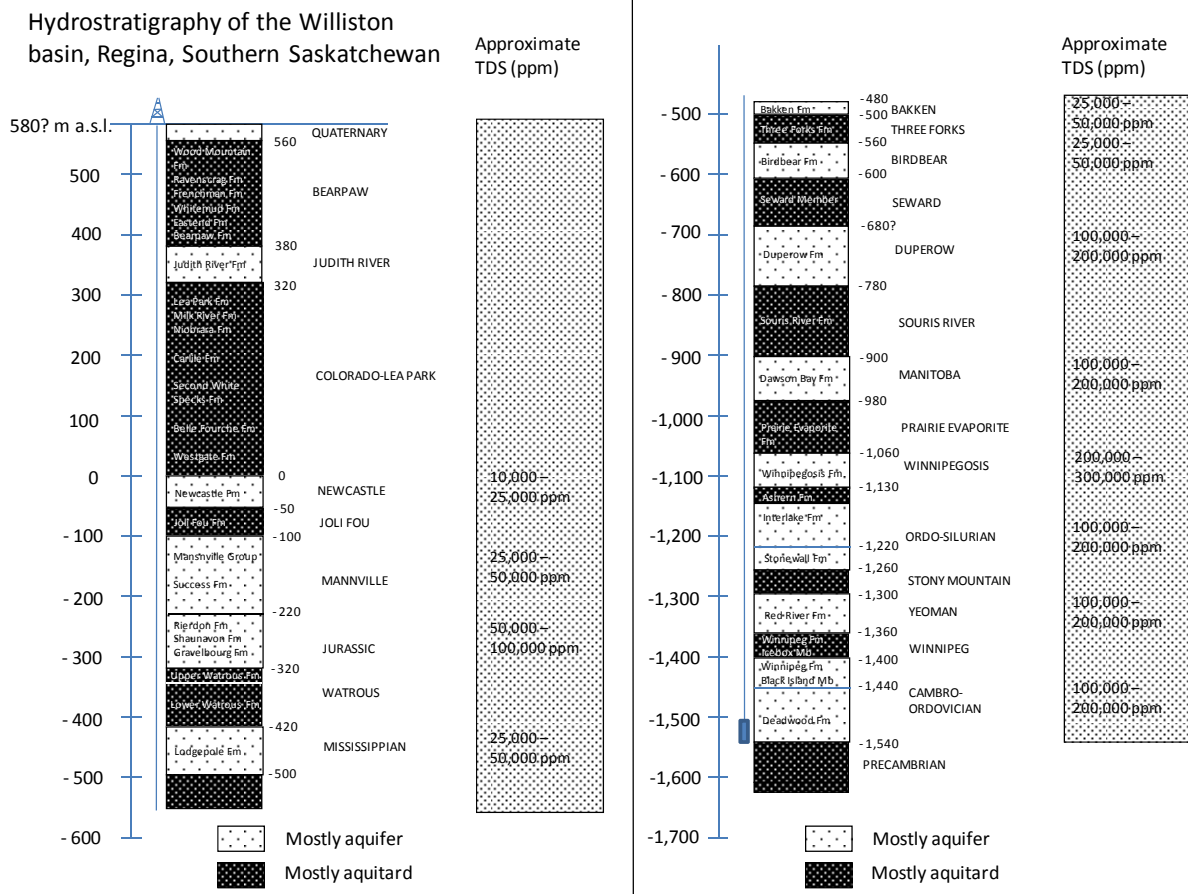 Hydrostratigraphy of the Williston
basin, Regina, Southern Saskatchewan
Approximate
TDS (ppm)
580? m a.s.l.
500
400
300
200
100
0
- 100
- 200
- 300
- 400
- 500
- 600
Wood Mountain
Fm
Ravenscrag Fm
Frenchman Fm
Whitemud Fm
Eastend Fm
Bearpaw Fm
Judith River Fm
Lea Park Fm
Milk River Fm
Niobrara Fm
Carlile Fm
Second White
Specks Fm
Belle Fourche Fm
Westgate Fm
Newcastle Fm
Joli Fou Fm
Mannville Group
Success Fm
Rierdon Fm
Shaunavon Fm
Gravelbourg Fm
Upper Watrous Fm
Lower Watrous Fm
Lodgepole Fm
QUATERNARY
560
BEARPAW
380
JUDITH RIVER
320
COLORADO-LEA PARK
0
NEWCASTLE
- 50
JOLI FOU
- 100
MANNVILLE
- 220
JURASSIC
- 320
WATROUS
- 420
MISSISSIPPIAN
- 500
10,000 –
25,000 ppm
25,000 –
50,000 ppm
50,000 –
100,000 ppm
25,000 –
50,000 ppm
Mostly aquifer
Mostly aquitard
Approximate
TDS (ppm)
- 500
- 600
- 700
- 800
- 900
-1,000
-1,100
-1,200
-1,300
-1,400
-1,500
-1,600
-1,700
Bakken Fm
Three Forks Fm
Birdbear Fm
Seward Member
Duperow Fm
Souris River Fm
Dawson Bay Fm
Prairie Evaporite
Fm
Winnipegosis Fm
Ashern Fm
Interlake Fm
Stonewall Fm
Red River Fm
Winnipeg Fm
Icebox Mb
Winnipeg Fm
Black Island Mb
Deadwood Fm
-480
BAKKEN
-500
THREE FORKS
-560
BIRDBEAR
-600
SEWARD
-680?
DUPEROW
-780
SOURIS RIVER
-900
MANITOBA
-980
PRAIRIE EVAPORITE
-1,060
WINNIPEGOSIS
-1,130
ORDO-SILURIAN
-1,220
-1,260
STONY MOUNTAIN
-1,300
YEOMAN
-1,360
WINNIPEG
-1,400
-1,440
CAMBRO-
ORDOVICIAN
-1,540
PRECAMBRIAN
25,000 –
50,000 ppm
25,000 –
50,000 ppm
100,000 –
200,000 ppm
100,000 –
200,000 ppm
200,000 –
300,000 ppm
100,000 –
200,000 ppm
100,000 –
200,000 ppm
100,000 –
200,000 ppm
Mostly aquifer
Mostly aquitard